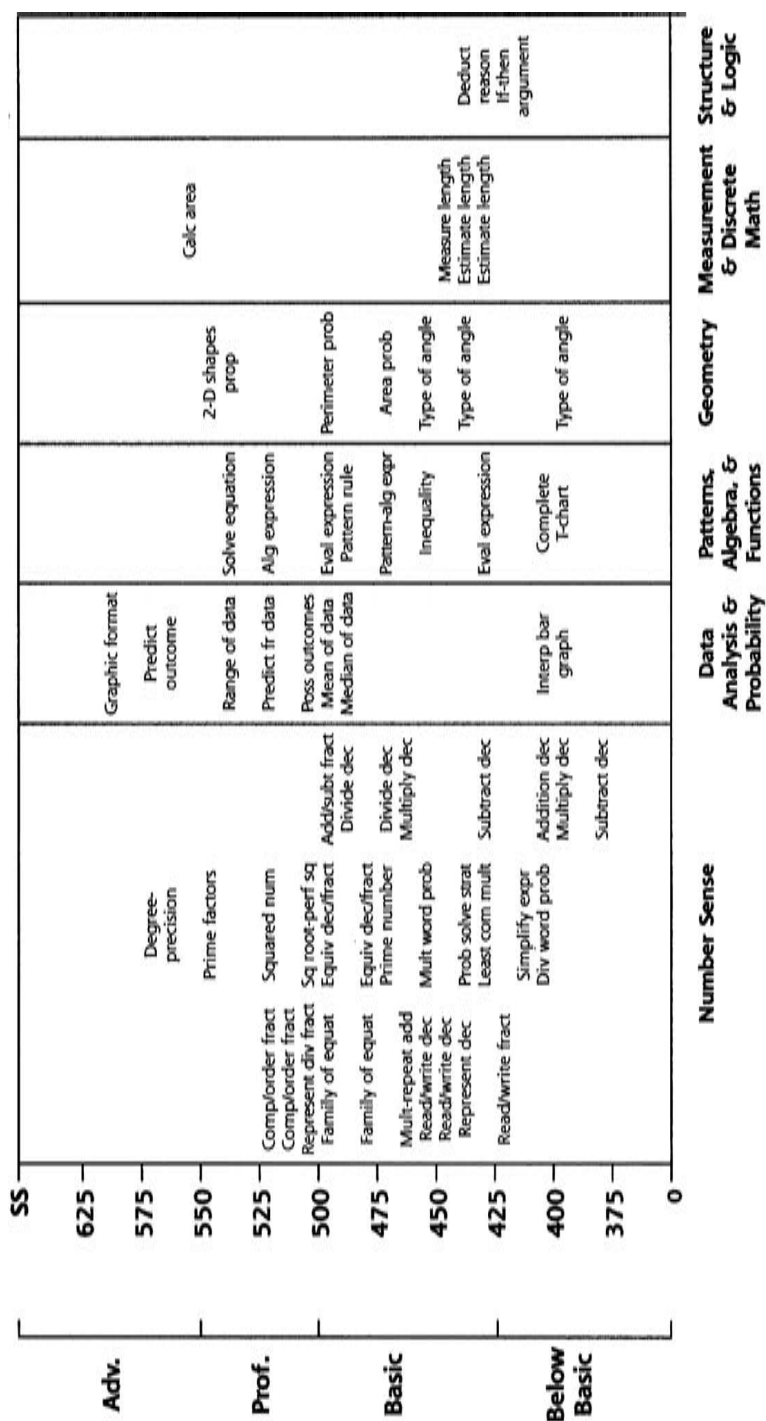 SS
625
575
550
525
500
475
450
425
400
375
0
Adv.
Prof.
Basic
Below
Basic
Comp/order fract
Comp/order fract
Represent div fract
Familly of equat
Familly of equat
Mult-repeat add
Read/write dec
Read/write dec
Represent dec
Read/write fract
Degree-
precision
Prime factors
Squared num
Sq root-perf sq
Equiv dec/fract
Equiv dec/fract
Prime number
Mult word prob
Prob solve strat
Least com mult
Simplify expr
Div word prob
Add/subt fract
Divide dec
Divide dec
Multiply dec
Subtract dec
Addition dec
Multiply dec
Subtract dec
Number Sense
Graphic format
Predict
outcome
Range of data
Predict fr data
Poss outcomes
Mean of data
Median of data
Interp bar
graph
Data
Analysis &
Probability
Solve equation
Alg expression
Eval expression
Pattern rule
Pattern-alg expr
Inequality
Eval expression
Complete
T-chart
Patterns,
Algebra, &
Functions
2-D shapes
prop
Perimeter prob
Area prob
Type of angle
Type of angle
Type of angle
Geometry
Calc area
Measure length
Estimate length
Estimate length
Measurement
& Discrete
Math
Deduct
reason
If-then
argument
Structure
& Logic